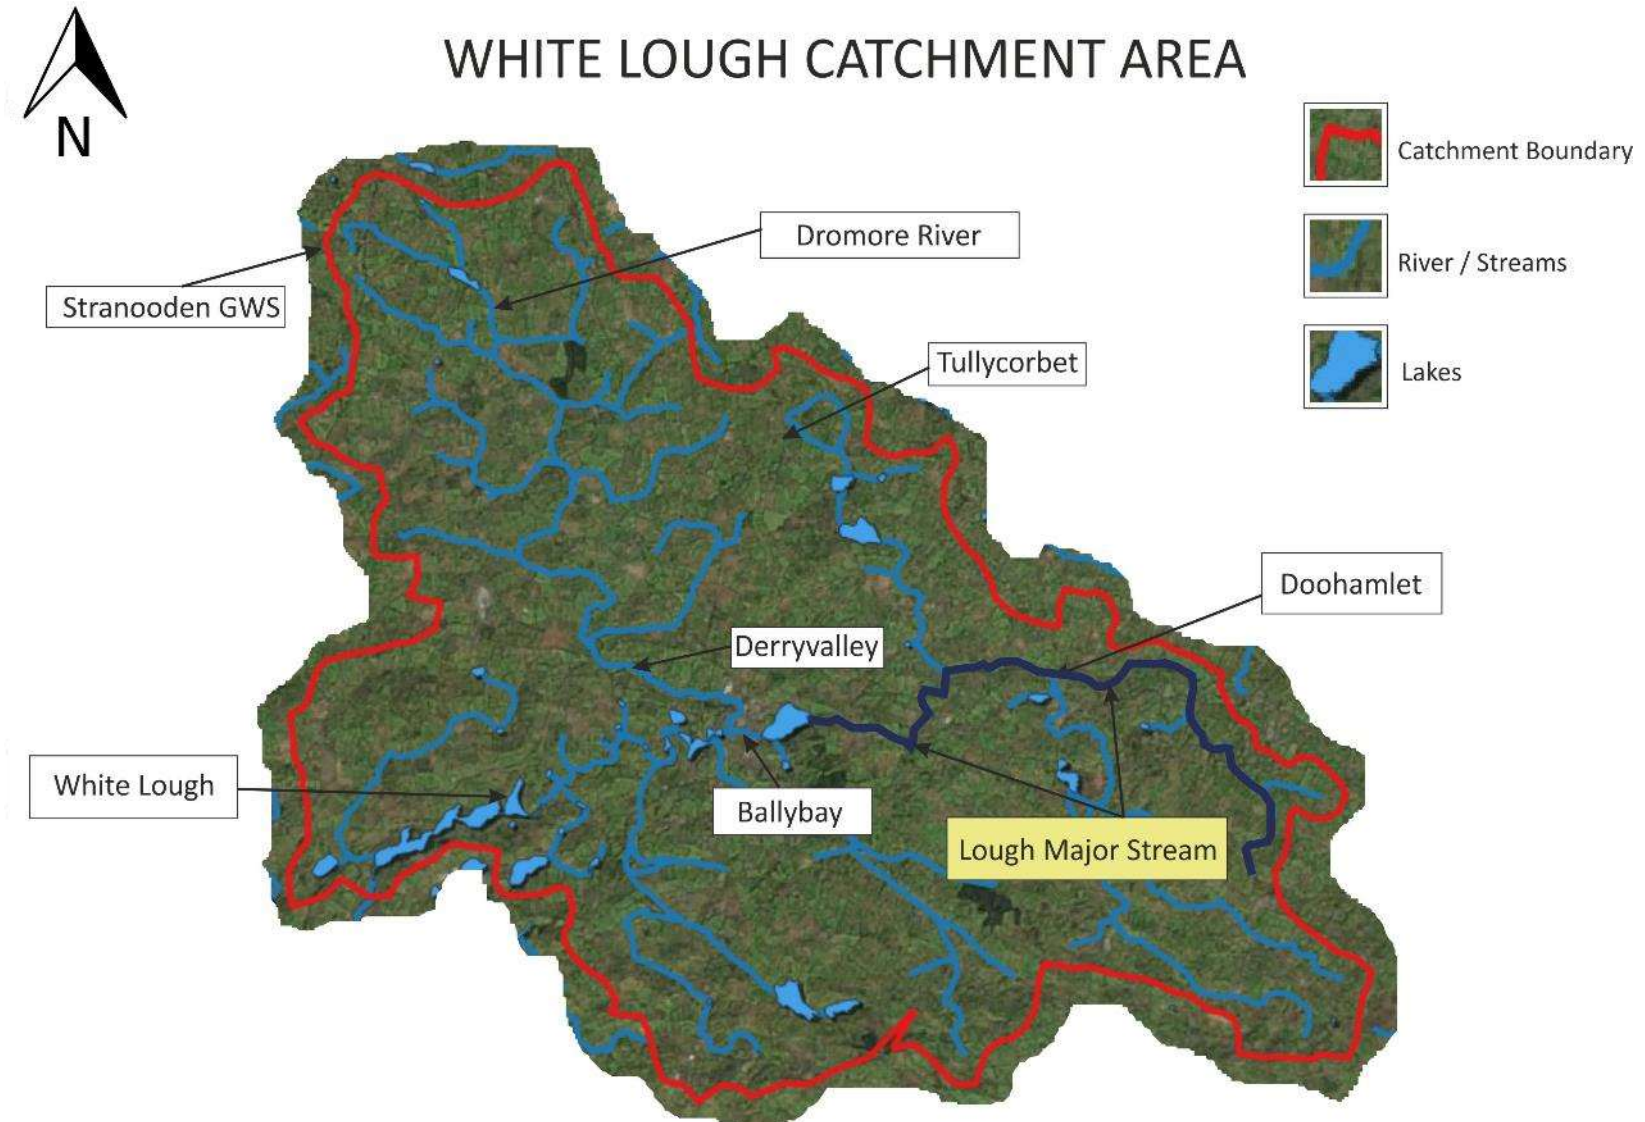 WHITE LOUGH CATCHMENT AREA
N
Catchment Boundary
River / Streams
Lakes
Dromore River
Stranooden GWS
Tullycorbet
Doohamlet
Derryvalley
White Lough
Ballybay
Lough Major Stream